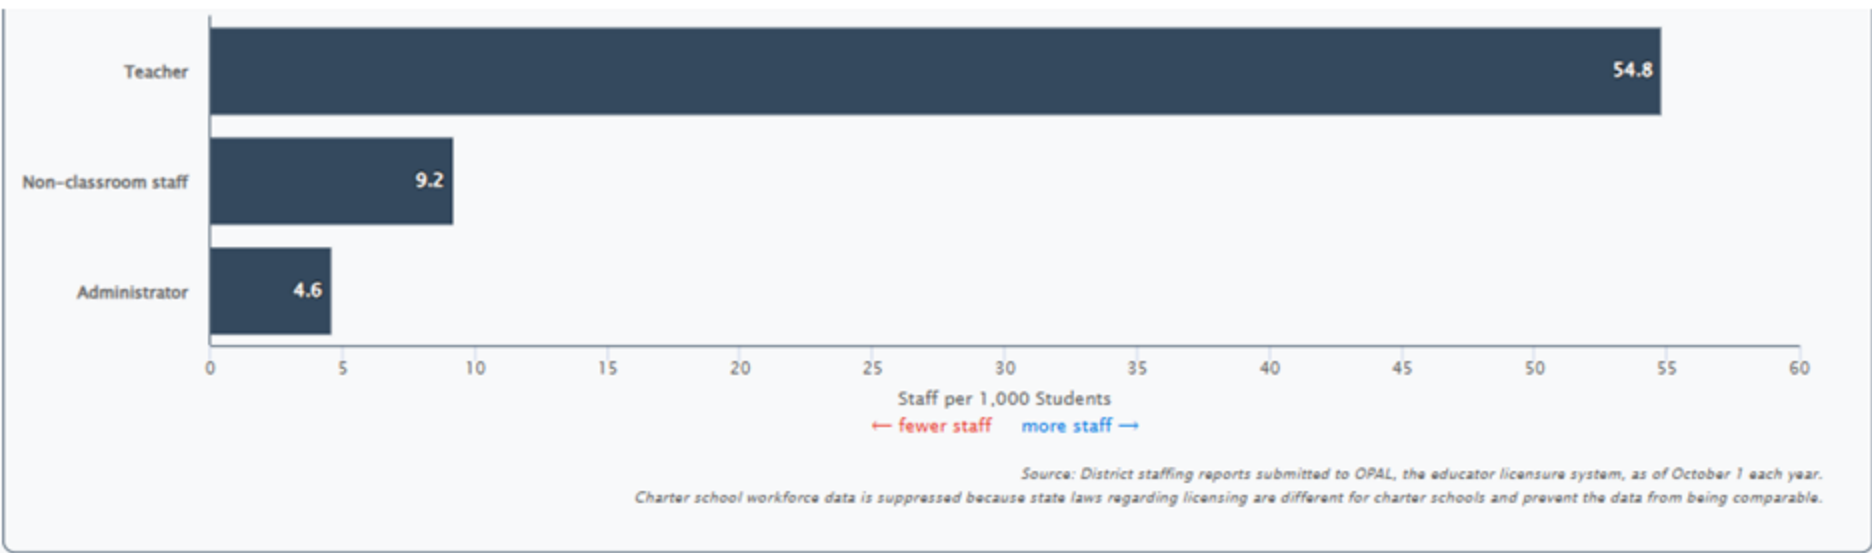 Teacher
54.8
Non-classroom staff
9.2
Administrator
4.6
0 5 10 15 20 25 30 35 40 45 50 55 60
Staff per 1,000 Students
← fewer staff more staff →
Source: District staffing reports submitted to OPAL, the educator licensure system, as of October 1 each year.
Charter school workforce data is suppressed because state laws regarding licensing are different for charter schools and prevent the data from being comparable.